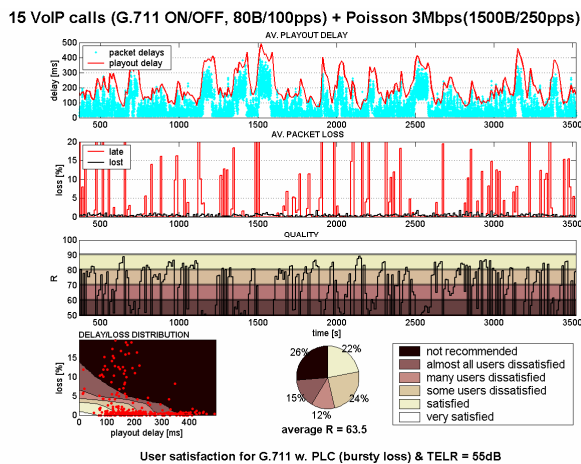 15 VoIP calls (G.711 ON/OFF, 80B/100pps) + Poisson 3Mbps(1500B/250pps)
AV. PLAYOUT DELAY
delay [ms]
500
400
300
200
100
0
packet delays
playout delay
500 1000 1500 2000 2500 3000 3500
AV. PACKET LOSS
loss [%]
20
15
10
5
0
late
lost
500 1000 1500 2000 2500 3000 3500
QUALITY
R
100
90
80
70
60
50
500 1000 1500 2000 2500 3000 3500
time [s]
DELAY/LOSS DISTRIBUTION
loss [%]
15
10
5
0
0 100 200 300 400
playout delay [ms]
26%
22%
15%
24%
12%
average R = 63.5
not recommended
almost all users dissatisfied
many users dissatisfied
some users dissatisfied
satisfied
very satisfied
User satisfaction for G.711 w. PLC (bursty loss) & TELR = 55dB